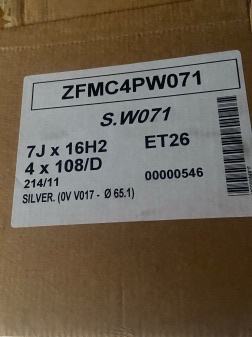 ZFMC4PW071
S.W071
7J x 16H2 ET26
4 x 108/D
214/11 00000546
SILVER. (0V V017 - Ø 65.1)